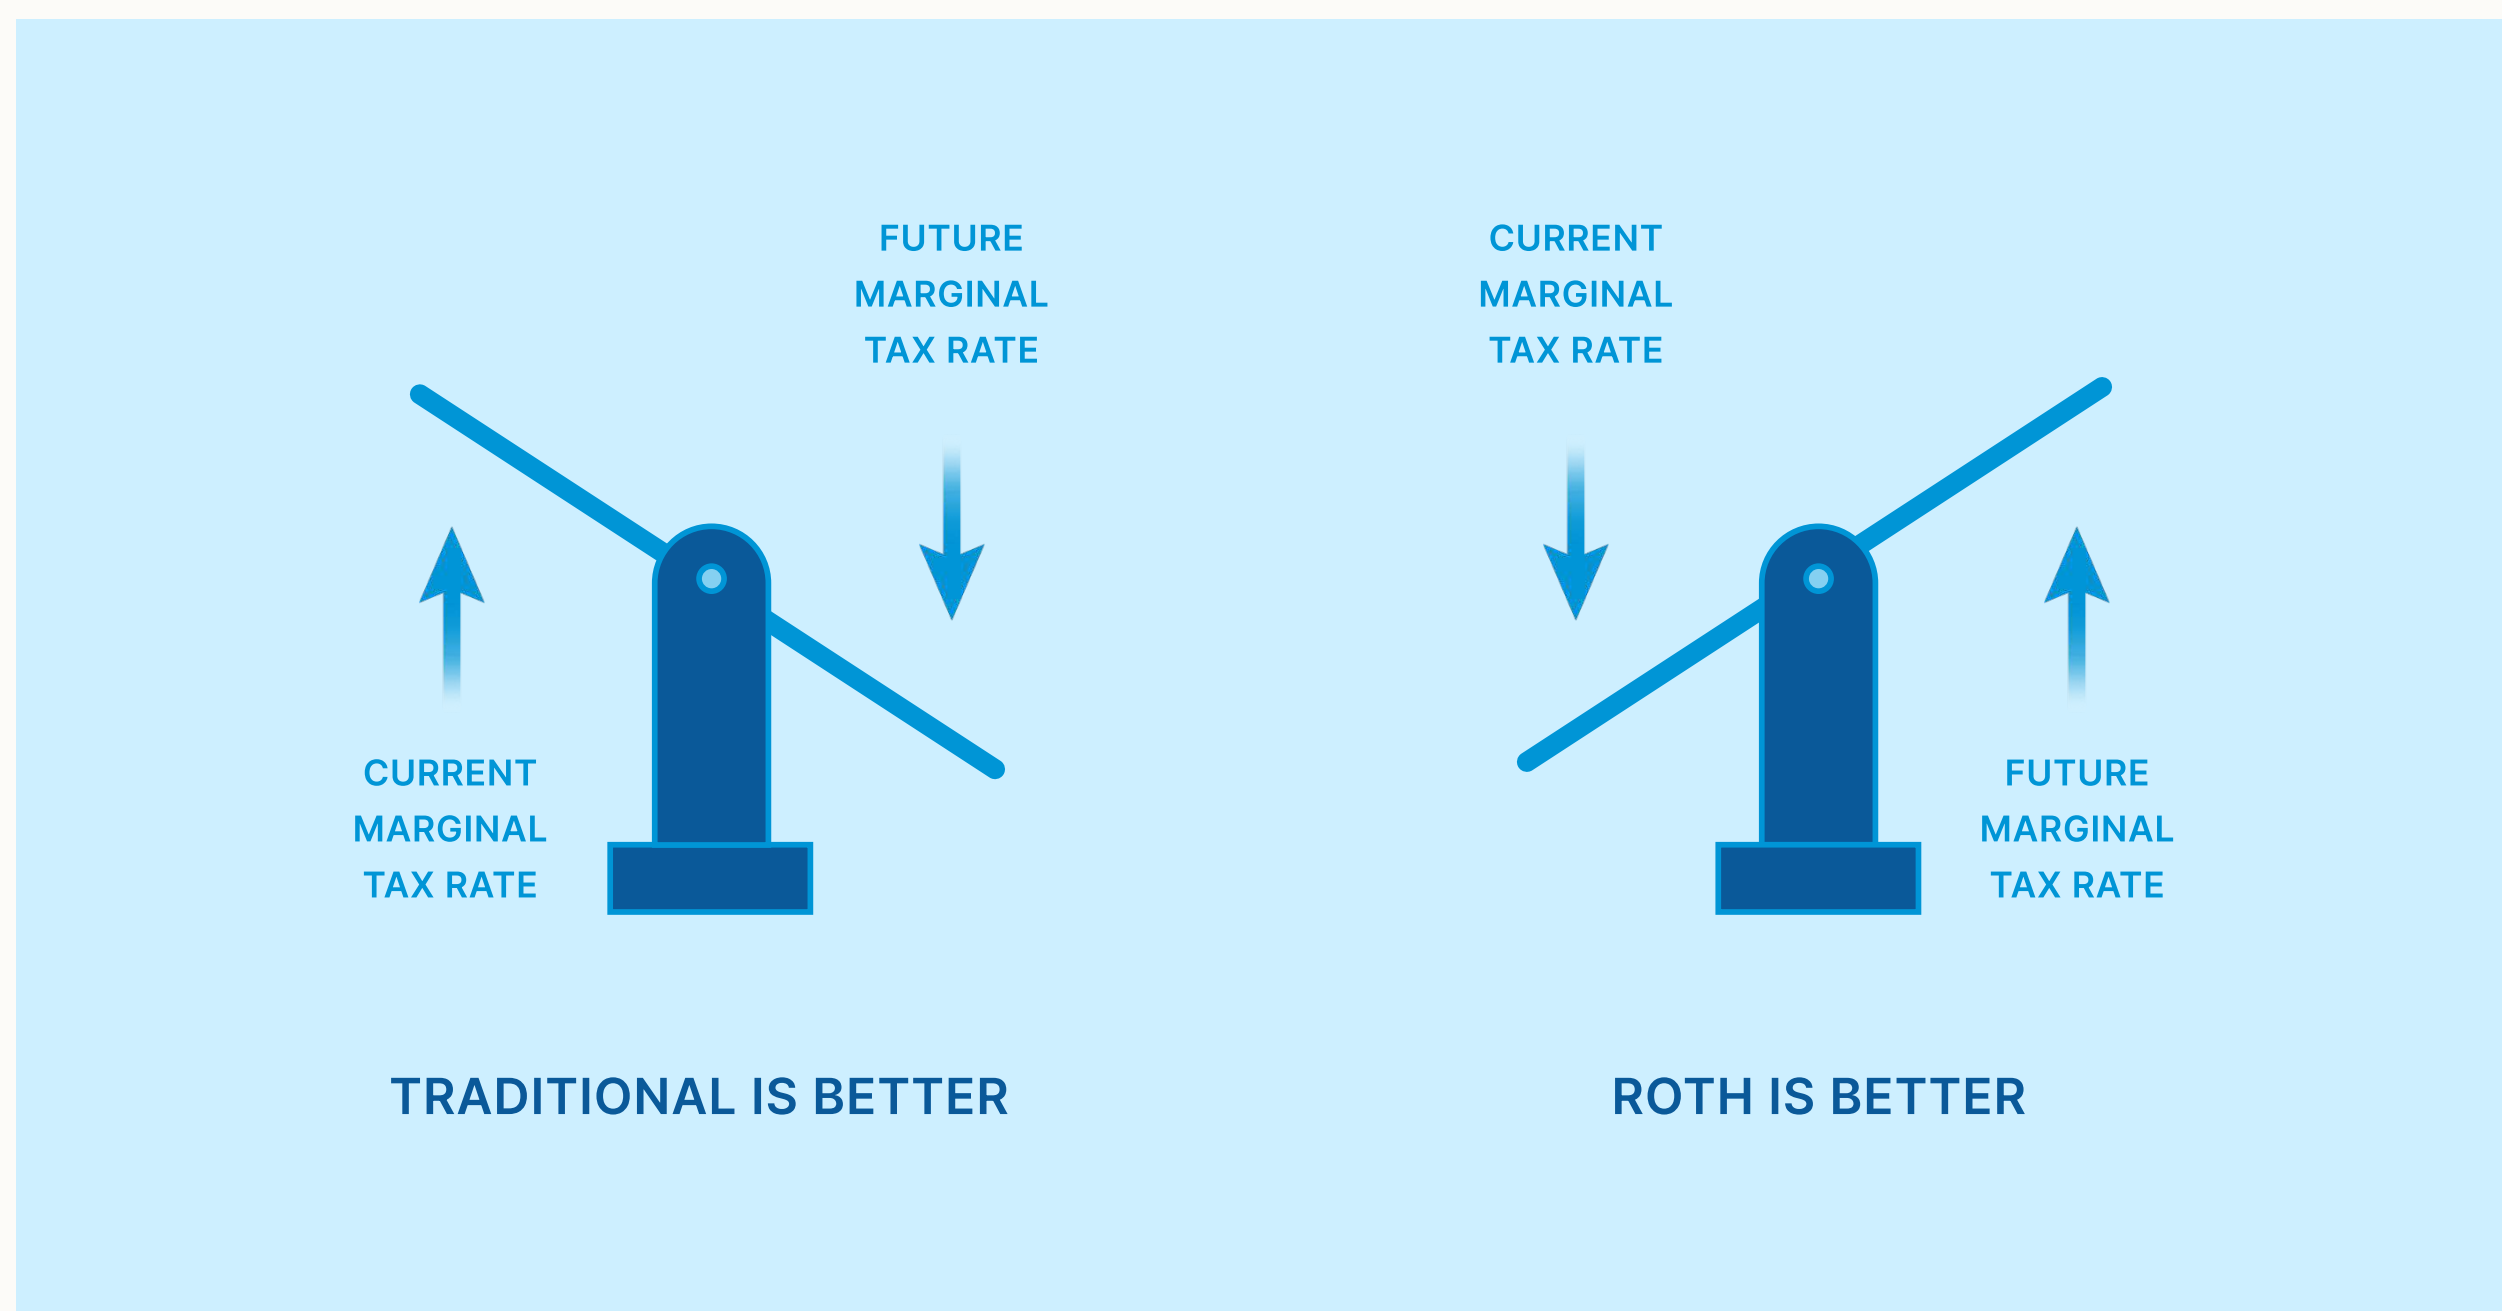 FUTURE
MARGINAL
TAX RATE
CURRENT
MARGINAL
TAX RATE
TRADITIONAL IS BETTER
CURRENT
MARGINAL
TAX RATE
FUTURE
MARGINAL
TAX RATE
ROTH IS BETTER